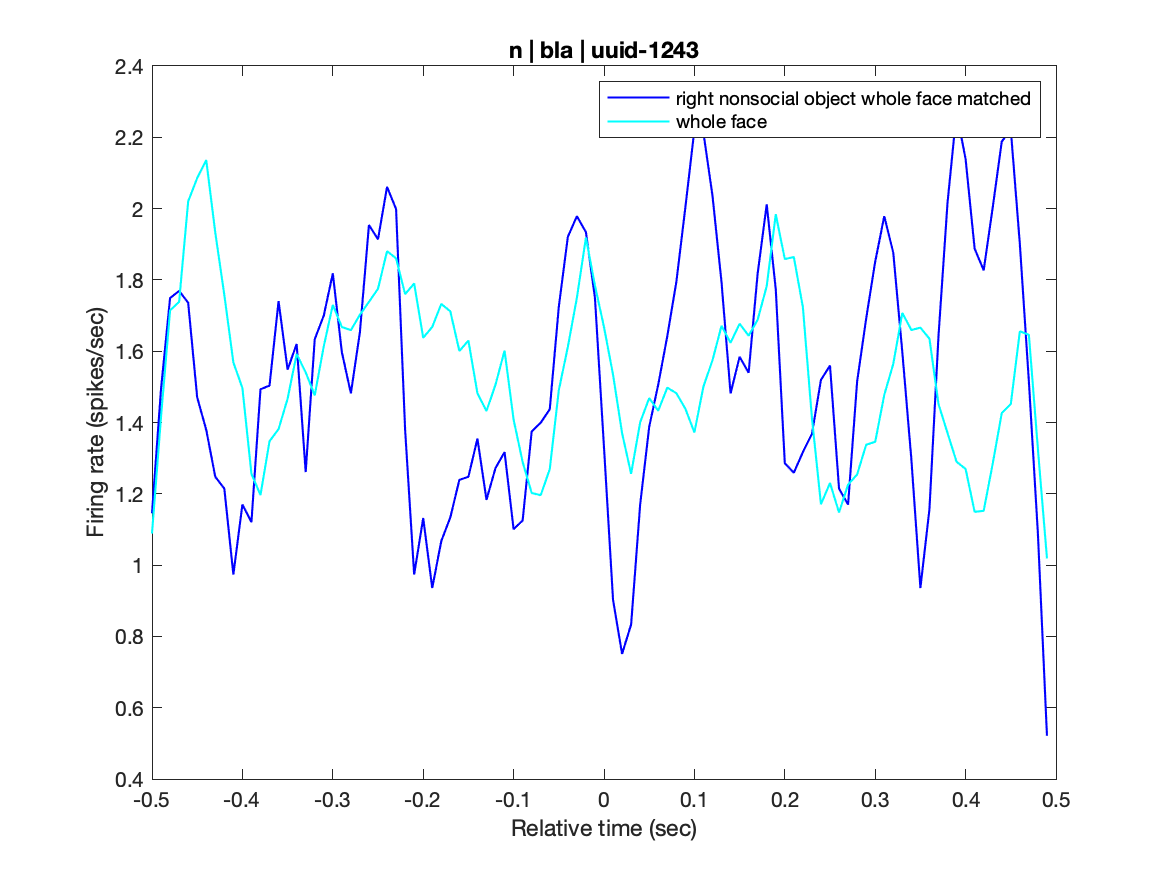 n | bla | uuid-1243
right nonsocial object whole face matched
whole face
Firing rate (spikes/sec)
2.4
2.2
2
1.8
1.6
1.4
1.2
1
0.8
0.6
0.4
-0.5 -0.4 -0.3 -0.2 -0.1 0 0.1 0.2 0.3 0.4 0.5
Relative time (sec)